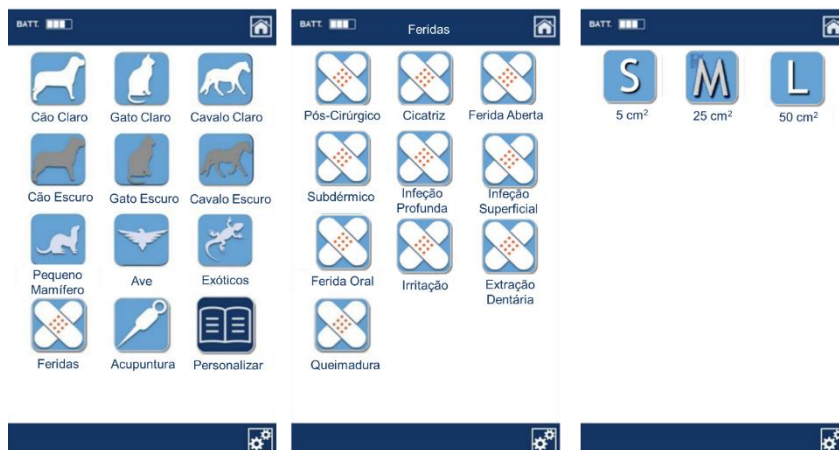 BATT.
Cão Claro Gato Claro Cavalo Claro
Cão Escuro Gato Escuro Cavalo Escuro
Pequeno
Mamífero
Ave
Exóticos
Feridas Acupuntura Personalizar
BATT.
Feridas
Pós-Cirúrgico Cicatriz Ferida Aberta
Subdérmico
Infeção
Profunda
Infeção
Superficial
Ferida Oral
Irritação
Extração
Dentária
Queimadura
BATT.
S M L
5 cm² 25 cm² 50 cm²